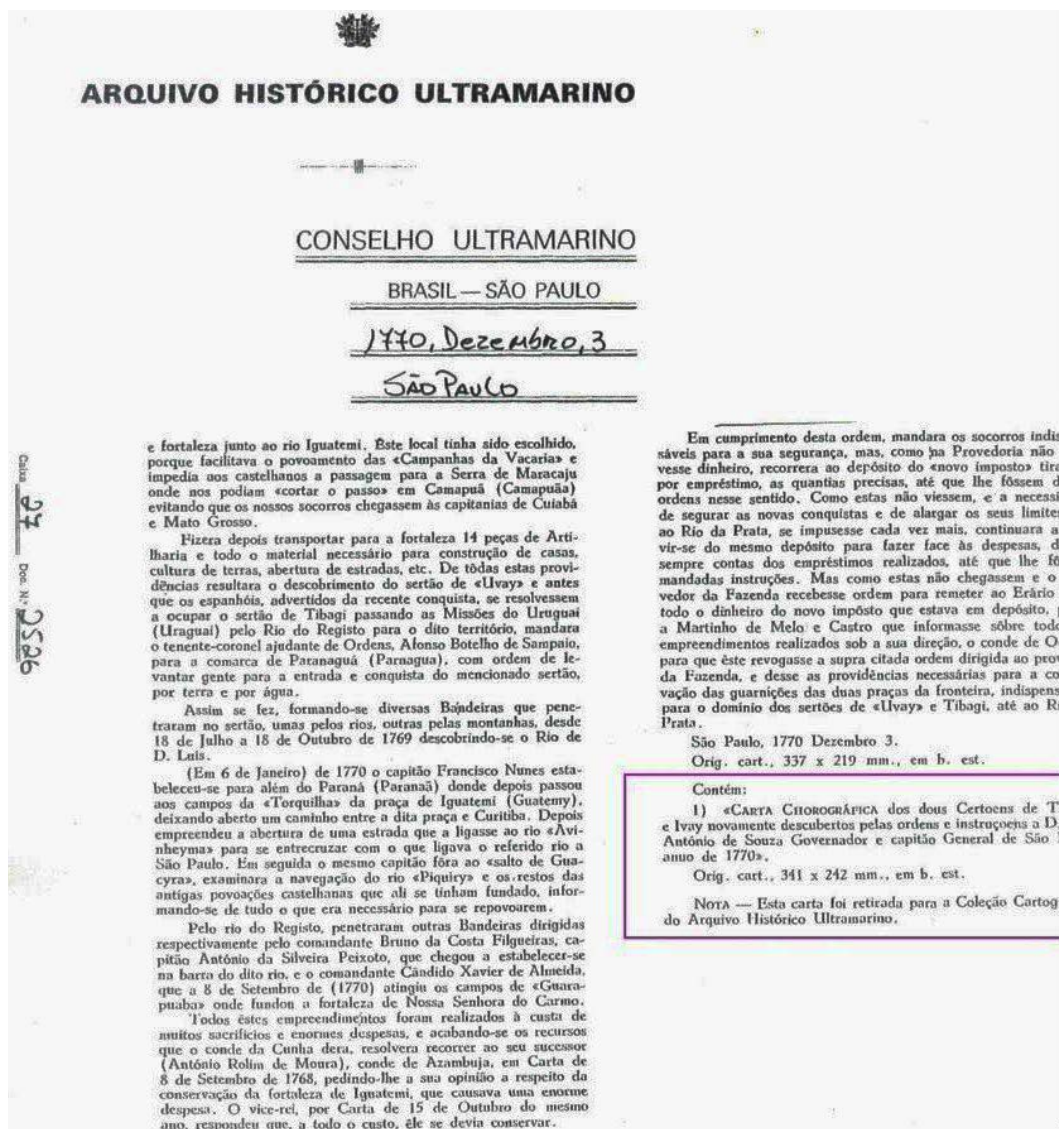 ARQUIVO HISTÓRICO ULTRAMARINO
CONSELHO ULTRAMARINO
BRASIL — SÃO PAULO
1770, Dezembro, 3
SÃO PAULO
Caixa 27 Doc. N.º 2526
e fortaleza junto ao rio Iguatemi. Êste local tinha sido escolhido,
porque facilitava o povoamento das «Campanhas da Vacaria» e
impedia aos castelhanos a passagem para a Serra de Maracaju
onde nos podiam «cortar o passo» em Camapuã (Camapuãa)
evitando que os nossos socorros chegassem às capitanias de Cuiabá
e Mato Grosso.
Fizera depois transportar para a fortaleza 14 peças de Arti-
lharia e todo o material necessário para construção de casas,
cultura de terras, abertura de estradas, etc. De tôdas estas provi-
dências resultara o descobrimento do sertão de «Uvay» e antes
que os espanhóis, advertidos da recente conquista, se resolvessem
a ocupar o sertão de Tibagi passando as Missões do Uruguai
(Uraguai) pelo Rio do Registo para o dito território, mandara
o tenente-coronel ajudante de Ordens, Afonso Botelho de Sampaio,
para a comarca de Paranaguá (Parnagua), com ordem de le-
vantar gente para a entrada e conquista do mencionado sertão,
por terra e por água.
Assim se fez, formando-se diversas Bandeiras que pene-
traram no sertão, umas pelos rios, outras pelas montanhas, desde
18 de Julho a 18 de Outubro de 1769 descobrindo-se o Rio de
D. Luis.
(Em 6 de Janeiro) de 1770 o capitão Francisco Nunes esta-
beleceu-se para além do Paraná (Paranaã) donde depois passou
aos campos da «Torquilha» da praça de Iguatemi (Guatemy),
deixando aberto um caminho entre a dita praça e Curitiba. Depois
empreendeu a abertura de uma estrada que a ligasse ao rio «Avi-
nheyma» para se entrecruzar com o que ligava o referido rio a
São Paulo. Em seguida o mesmo capitão fôra ao «salto de Gua-
cyra», examinara a navegação do rio «Piquiry» e os restos das
antigas povoações castelhanas que ali se tinham fundado, infor-
mando-se de tudo o que era necessário para se repovoarem.
Pelo rio do Registo, penetraram outras Bandeiras dirigidas
respectivamente pelo comandante Bruno da Costa Filgueiras, ca-
pitão António da Silveira Peixoto, que chegou a estabelecer-se
na barra do dito rio, e o comandante Cândido Xavier de Almeida,
que a 8 de Setembro de (1770) atingiu os campos de «Guara-
puaba» onde fundou a fortaleza de Nossa Senhora do Carmo.
Todos êstes empreendimentos foram realizados à custa de
muitos sacrifícios e enormes despesas, e acabando-se os recursos
que o conde da Cunha dera, resolvera recorrer ao seu sucessor
(António Rolim de Moura), conde de Azambuja, em Carta de
8 de Setembro de 1768, pedindo-lhe a sua opinião a respeito da
conservação da fortaleza de Iguatemi, que causava uma enorme
despesa. O vice-rei, por Carta de 15 de Outubro do mesmo
ano, respondeu que, a todo o custo, êle se devia conservar.
Em cumprimento desta ordem, mandara os socorros indis
sáveis para a sua segurança, mas, como na Provedoria não
vesse dinheiro, recorrera ao depósito do «novo imposto» tira
por empréstimo, as quantias precisas, até que lhe fôssem d
ordens nesse sentido. Como estas não viessem, e a necessi
de segurar as novas conquistas e de alargar os seus limites
ao Rio da Prata, se impusesse cada vez mais, continuara a
vir-se do mesmo depósito para fazer face às despesas, d
sempre contas dos empréstimos realizados, até que lhe fô
mandadas instruções. Mas como estas não chegassem e o
vedor da Fazenda recebesse ordem para remeter ao Erário
todo o dinheiro do novo impôsto que estava em depósito, p
a Martinho de Melo e Castro que informasse sôbre todo
empreendimentos realizados sob a sua direção, o conde de O
para que êste revogasse a supra citada ordem dirigida ao prov
da Fazenda, e desse as providências necessárias para a co
vação das guarnições das duas praças da fronteira, indispens
para o domínio dos sertões de «Uvay» e Tibagi, até ao R
Prata.
São Paulo, 1770 Dezembro 3.
Orig. cart., 337 x 219 mm., em b. est.
Contém:
1) «CARTA CHOROGRÁFICA dos dous Certoens de T
e Ivay novamente descubertos pelas ordens e instruçoens a D.
António de Souza Governador e capitão General de São
anuo de 1770».
Orig. cart., 341 x 242 mm., em b. est.
NOTA — Esta carta foi retirada para a Coleção Cartog
do Arquivo Histórico Ultramarino.